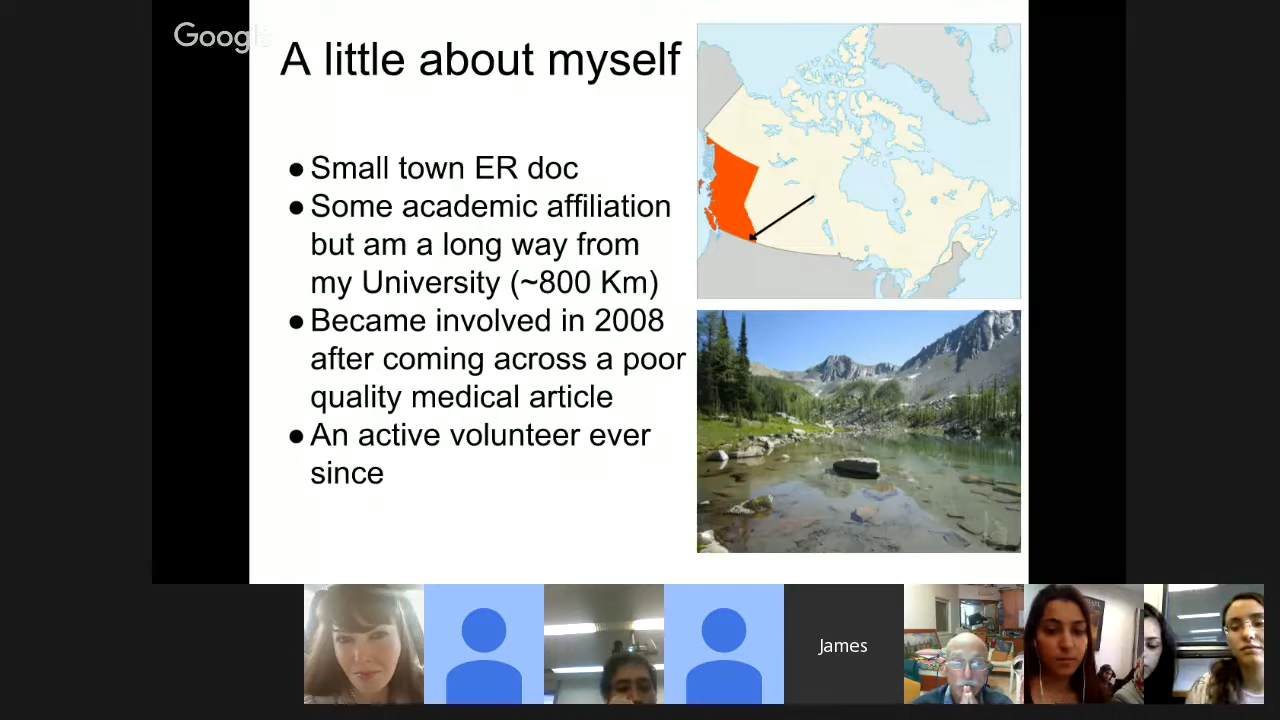 Google
A little about myself
● Small town ER doc
● Some academic affiliation
but am a long way from
my University (~800 Km)
● Became involved in 2008
after coming across a poor
quality medical article
● An active volunteer ever
since
James